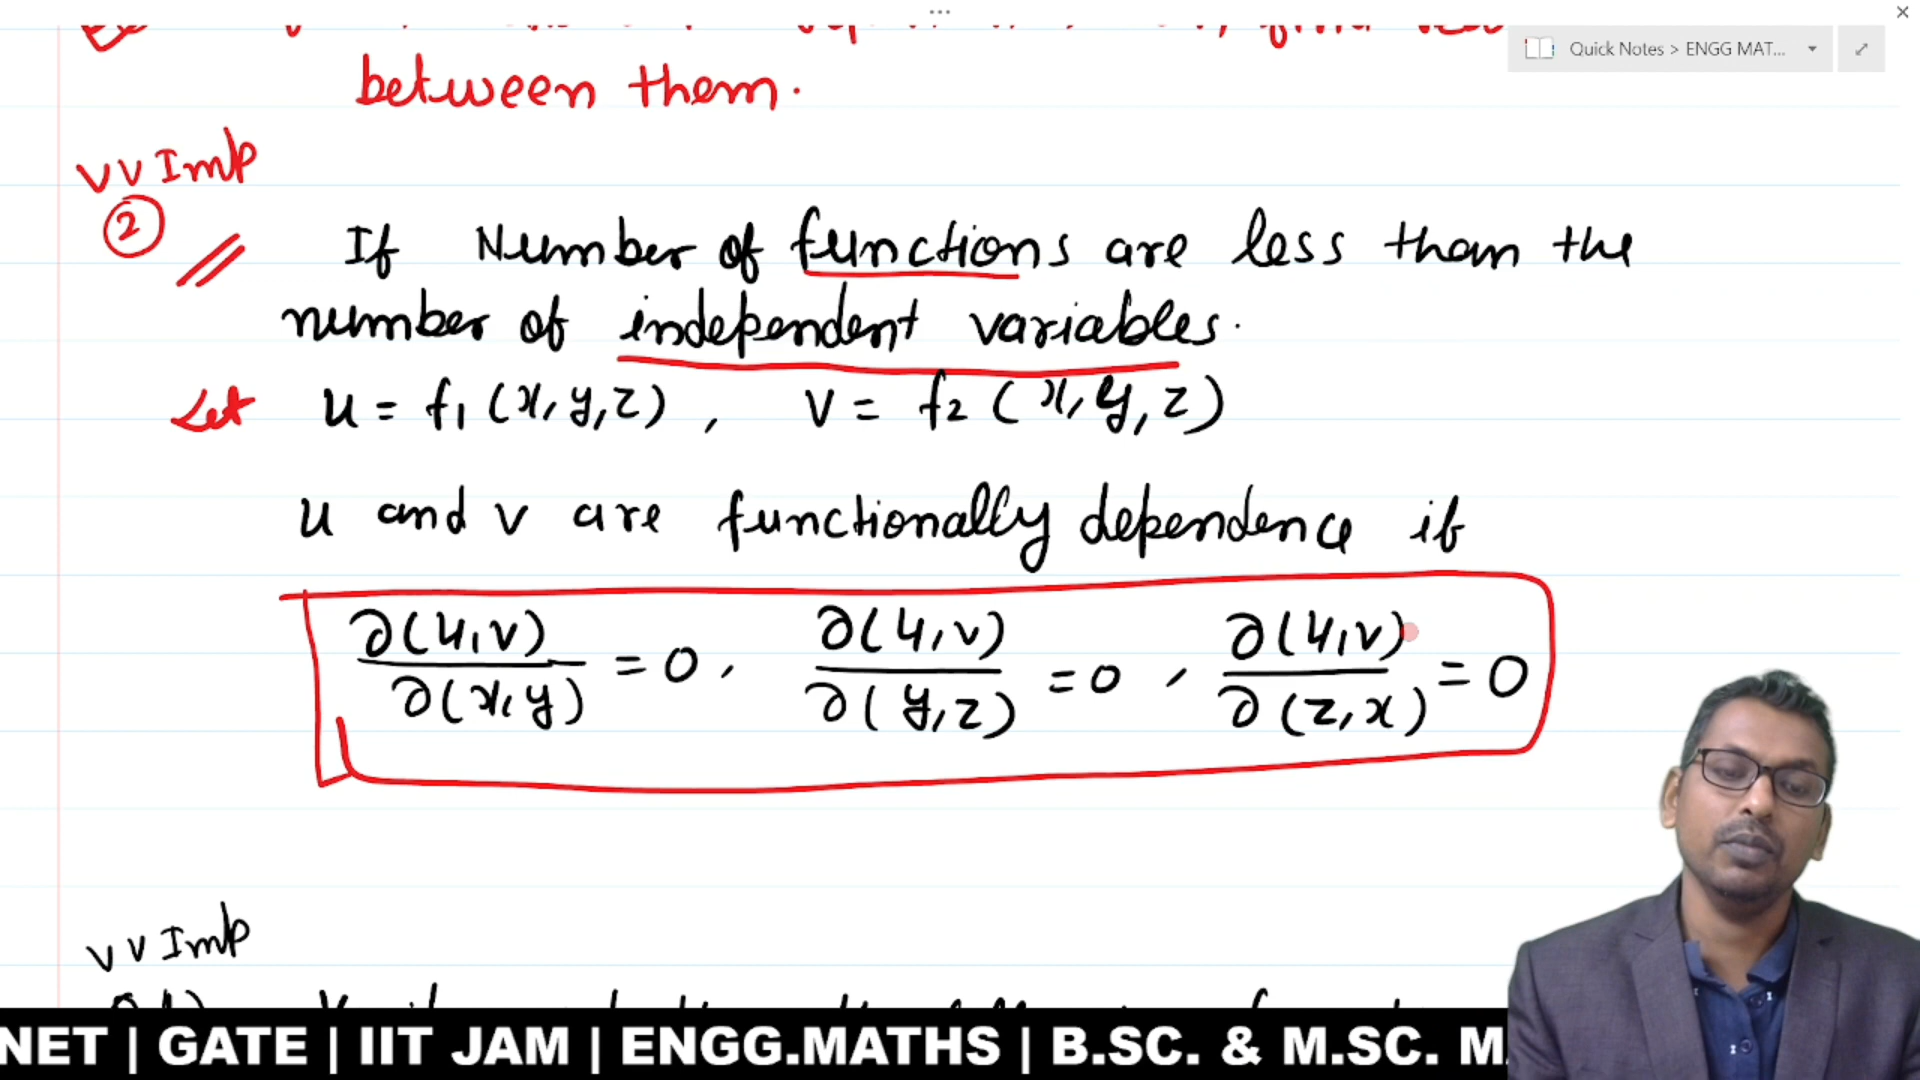 Quick Notes > ENGG MAT...
between them.
VV Imp
② If Number of functions are less than the
number of independent variables.
Let u = f₁ (x, y, z) , v = f₂ (x, y, z)
u and v are functionally dependence if
∂(u,v)/∂(x,y) = 0 , ∂(u,v)/∂(y,z) = 0 , ∂(u,v)/∂(z,x) = 0
VV Imp
NET | GATE | IIT JAM | ENGG.MATHS | B.SC. & M.SC.